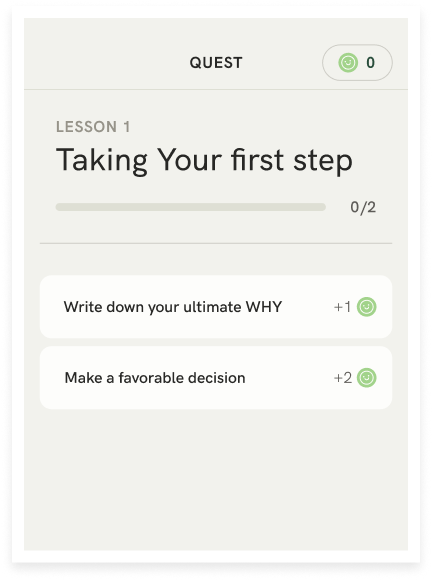 QUEST
0
LESSON 1
Taking Your first step
0/2
Write down your ultimate WHY +1
Make a favorable decision +2